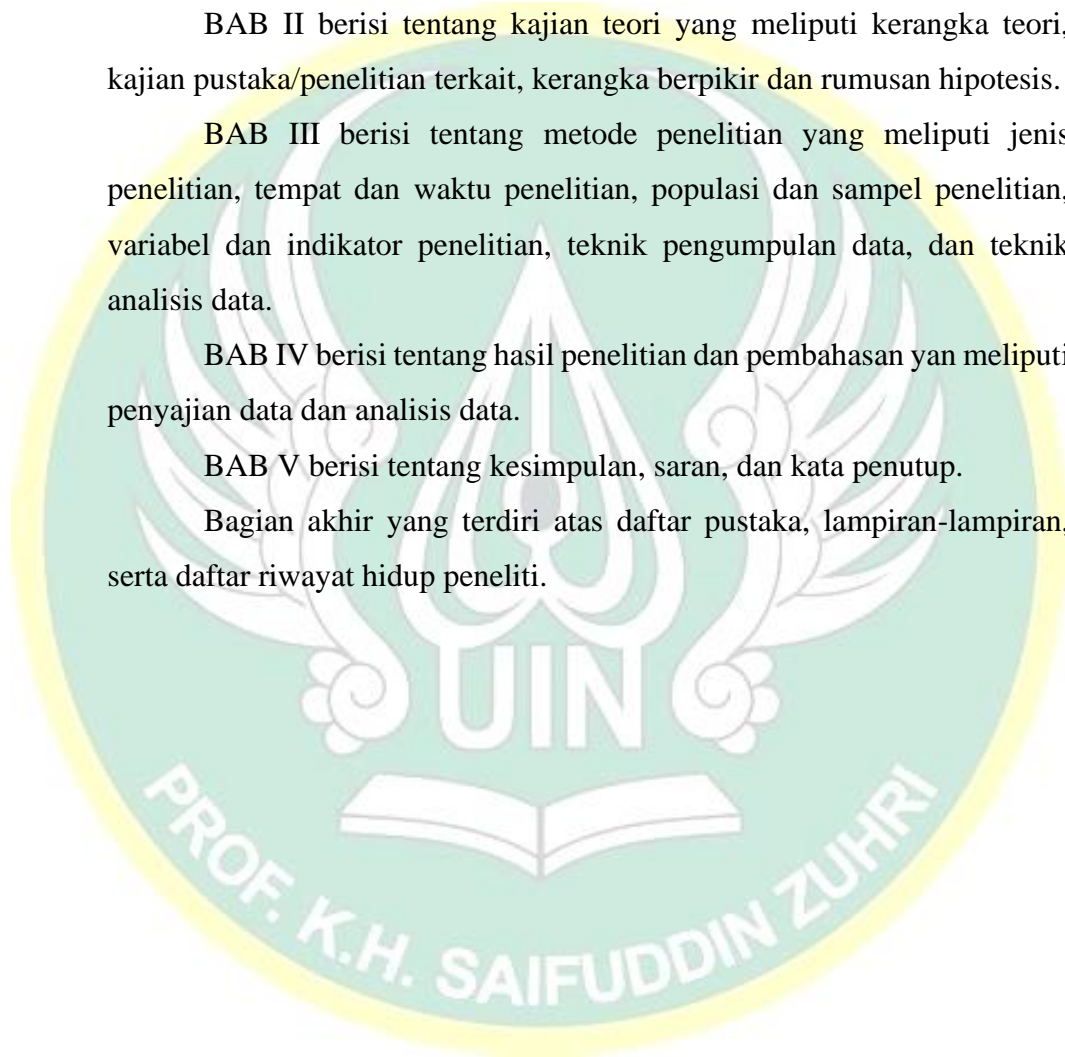 BAB II berisi tentang kajian teori yang meliputi kerangka teori,
kajian pustaka/penelitian terkait, kerangka berpikir dan rumusan hipotesis.
BAB III berisi tentang metode penelitian yang meliputi jenis
penelitian, tempat dan waktu penelitian, populasi dan sampel penelitian,
variabel dan indikator penelitian, teknik pengumpulan data, dan teknik
analisis data.
BAB IV berisi tentang hasil penelitian dan pembahasan yan meliputi
penyajian data dan analisis data.
BAB V berisi tentang kesimpulan, saran, dan kata penutup.
Bagian akhir yang terdiri atas daftar pustaka, lampiran-lampiran,
serta daftar riwayat hidup peneliti.
UIN
PROF. K.H. SAIFUDDIN ZUHRI